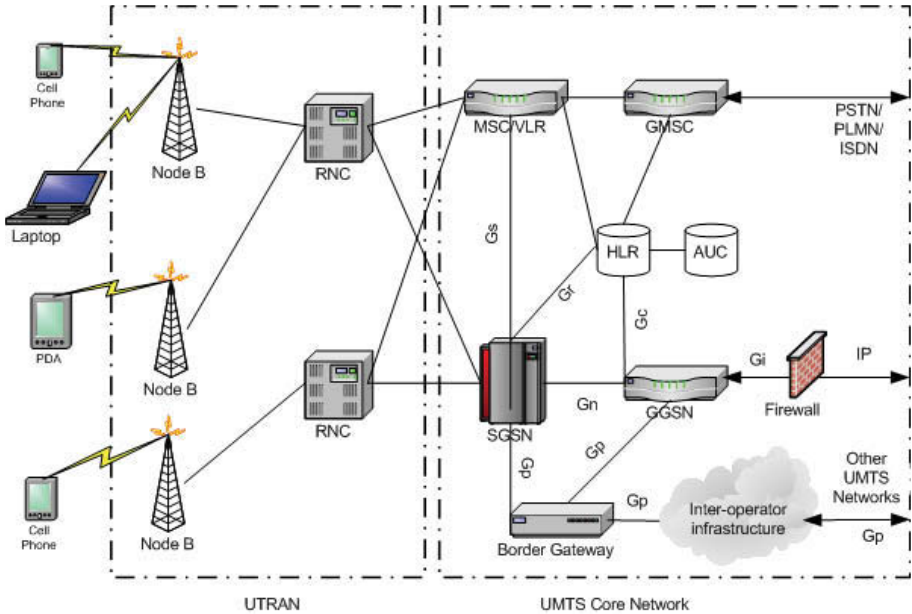 Cell
Phone
Node B
RNC
MSC/VLR
GMSC
PSTN/
PLMN/
ISDN
Laptop
Gs
HLR
AUC
Gr
Gc
PDA
Node B
RNC
SGSN
Gn
GGSN
Gi
Firewall
IP
Gp
Gp
Cell
Phone
Node B
Border Gateway
Gp
Inter-operator
infrastructure
Other
UMTS
Networks
Gp
UTRAN
UMTS Core Network